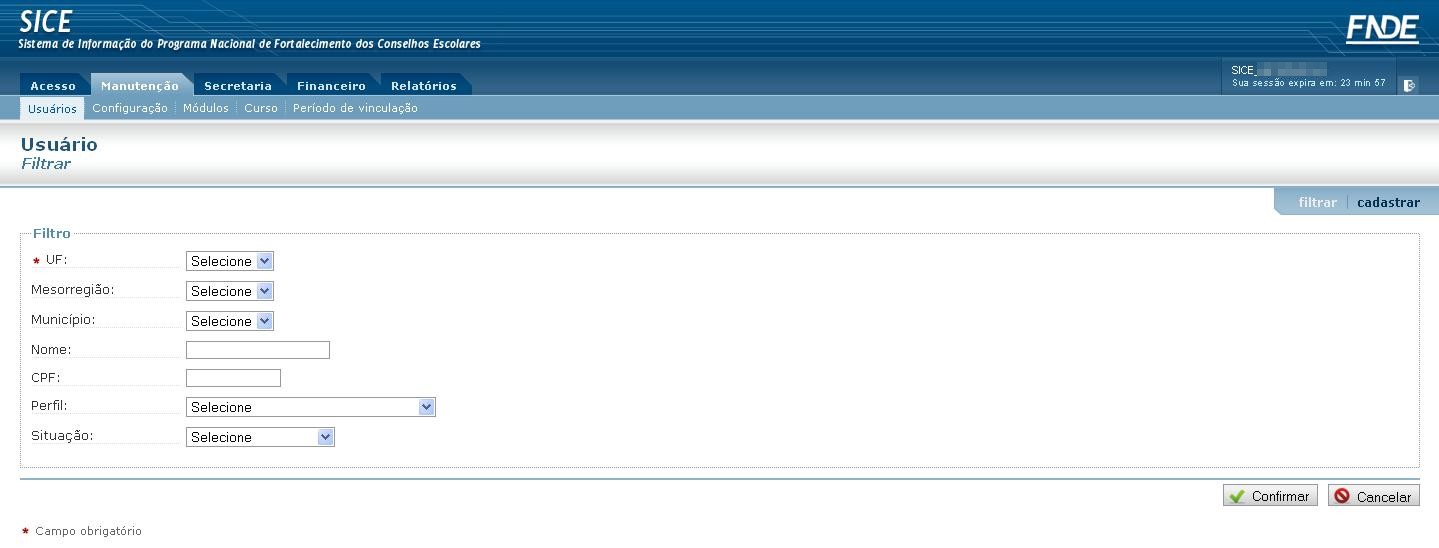 SICE
Sistema de Informação do Programa Nacional de Fortalecimento dos Conselhos Escolares
FNDE
Acesso Manutenção Secretaria Financeiro Relatórios
SICE_
Sua sessão expira em: 23 min 57
Usuários Configuração Módulos Curso Período de vinculação
Usuário
Filtrar
filtrar cadastrar
Filtro
* UF: Selecione
Mesorregião: Selecione
Município: Selecione
Nome:
CPF:
Perfil: Selecione
Situação: Selecione
Confirmar Cancelar
* Campo obrigatório